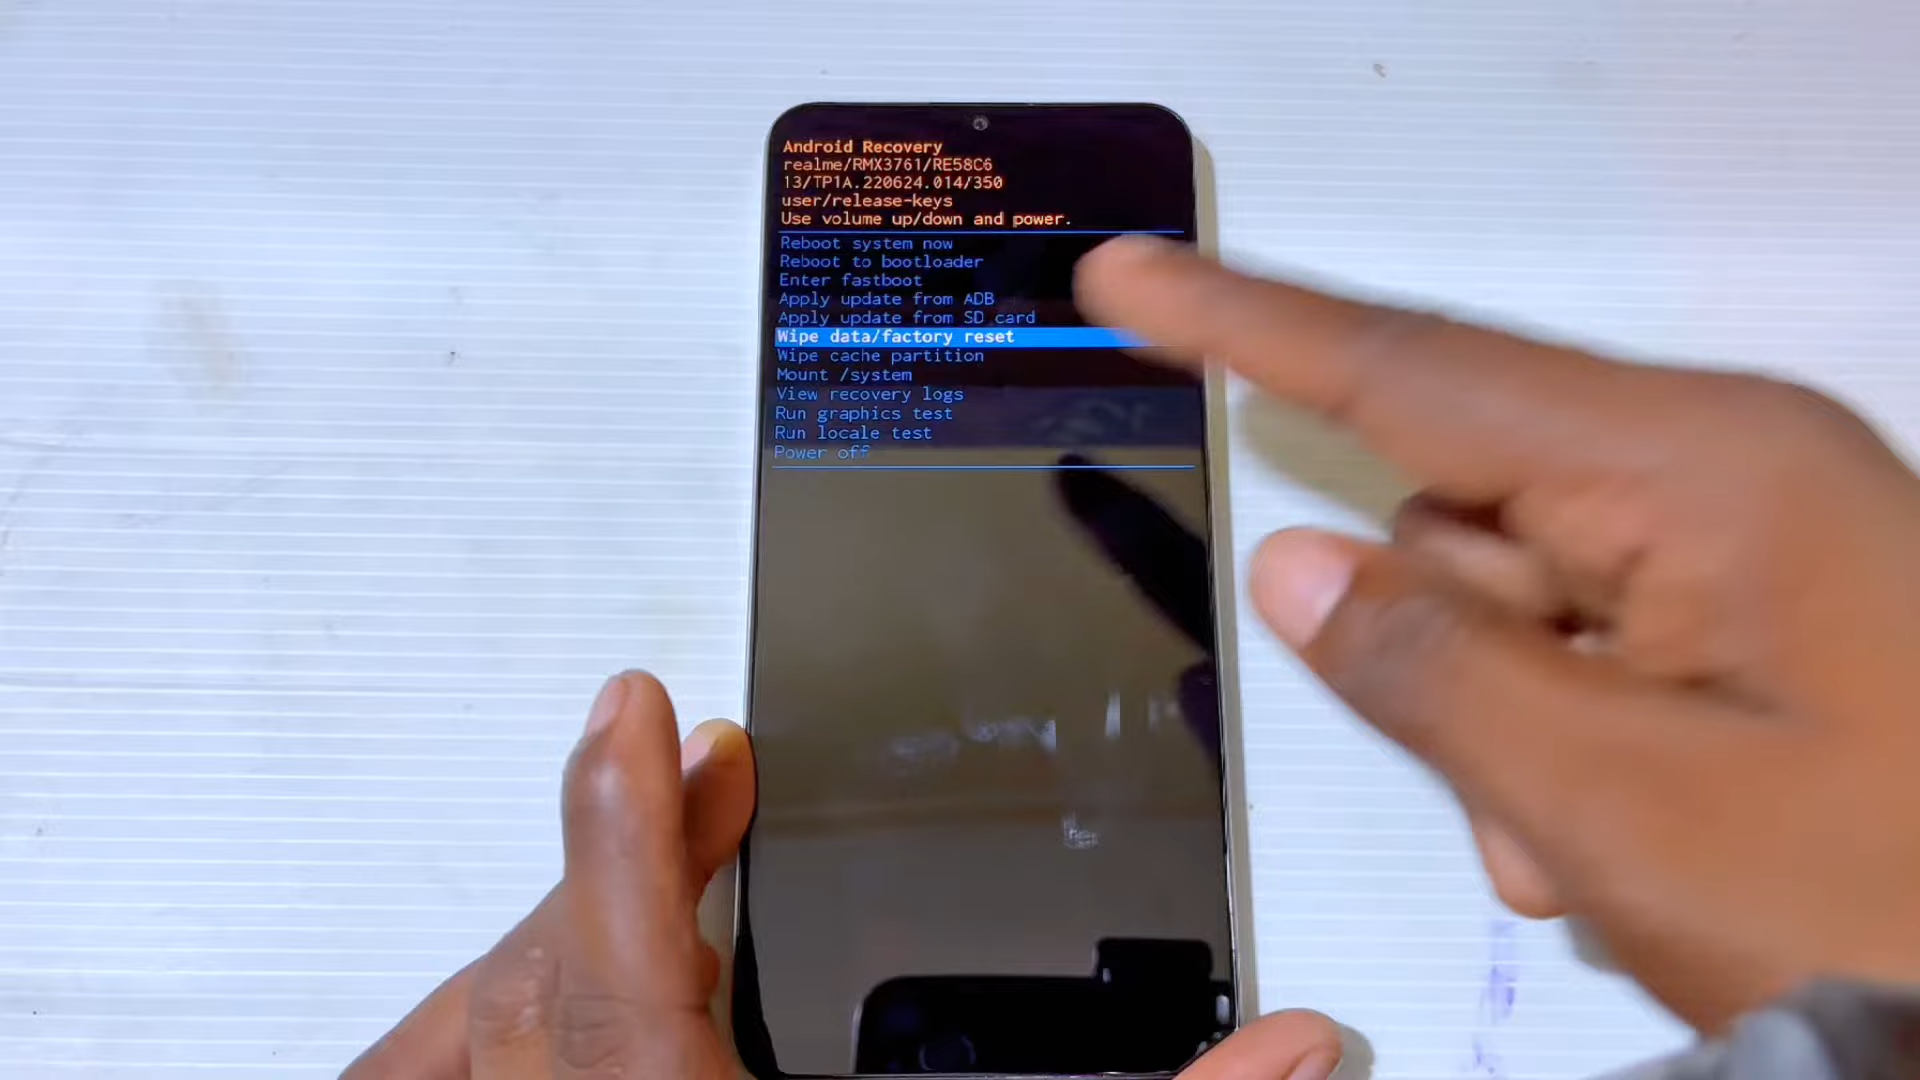 Android Recovery
realme/RMX3761/RE58C6
13/TP1A.220624.014/350
user/release-keys
Use volume up/down and power.
Reboot system now
Reboot to bootloader
Enter fastboot
Apply update from ADB
Apply update from SD card
Wipe data/factory reset
Wipe cache partition
Mount /system
View recovery logs
Run graphics test
Run locale test
Power off